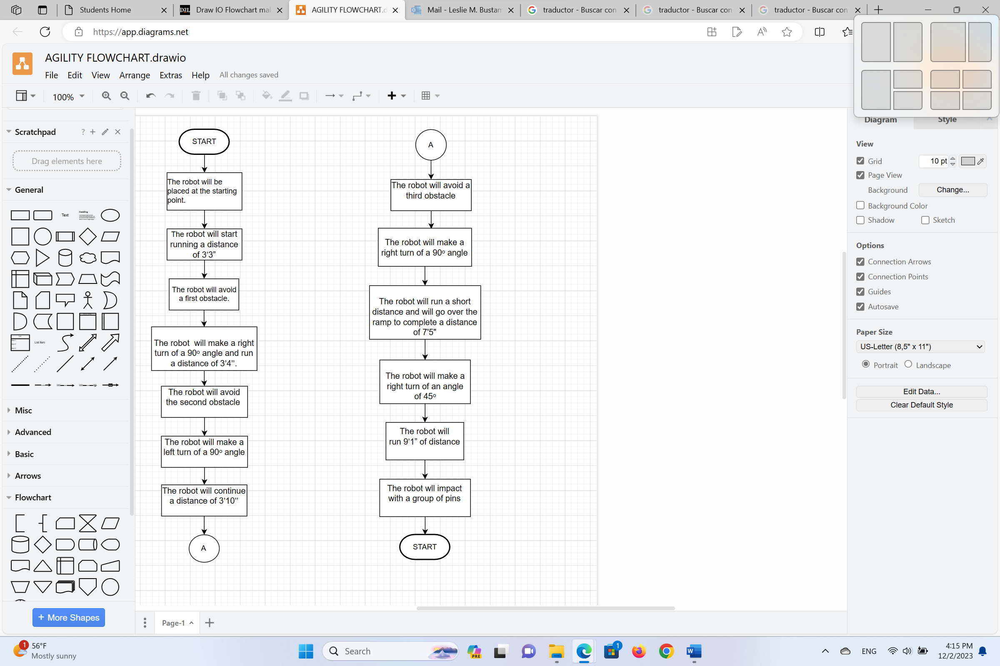 Students Home
Draw IO Flowchart mak
AGILITY FLOWCHART.d
Mail - Leslie M. Bustam
traductor - Buscar con
traductor - Buscar con
traductor - Buscar con
https://app.diagrams.net
AGILITY FLOWCHART.drawio
File Edit View Arrange Extras Help All changes saved
100%
Scratchpad
Drag elements here
General
Text
Heading
List Item
Misc
Advanced
Basic
Arrows
Flowchart
+ More Shapes
START
The robot will be
placed at the starting
point.
The robot will start
running a distance
of 3’3”
The robot will avoid
a first obstacle.
The robot  will make a right
turn of a 90º angle and run
a distance of 3’4’’.
The robot will avoid
the second obstacle
The robot will make a
left turn of a 90º angle
The robot will continue
a distance of 3’10’’
A
A
The robot will avoid a
third obstacle
The robot will make a
right turn of a 90º angle
The robot will run a short
distance and will go over the
ramp to complete a distance
of 7'5"
The robot will make a
right turn of an angle
of 45º
The robot will
run 9’1” of distance
The robot wll impact
with a group of pins
START
Diagram Style
View
Grid 10 pt
Page View
Background Change...
Background Color
Shadow Sketch
Options
Connection Arrows
Connection Points
Guides
Autosave
Paper Size
US-Letter (8,5" x 11")
Portrait Landscape
Edit Data...
Clear Default Style
Page-1
1
56°F
Mostly sunny
Search
PRE
1
ENG
4:15 PM
12/2/2023